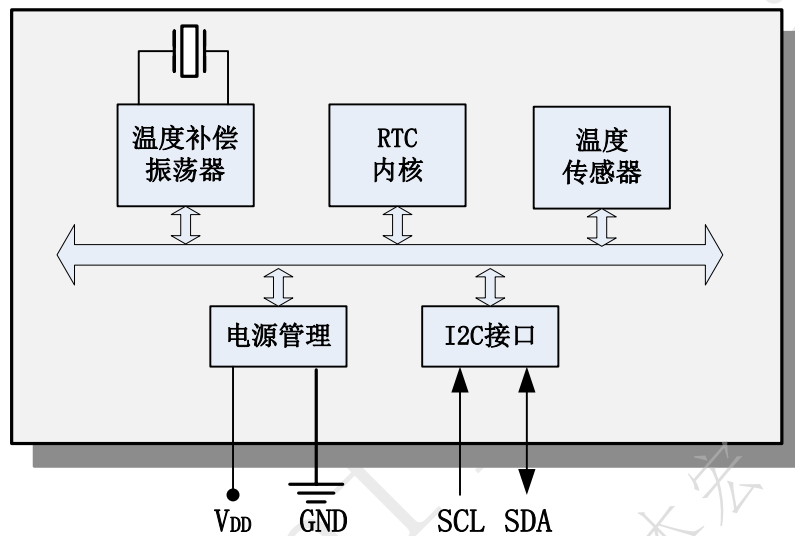 温度补偿
振荡器
RTC
内核
温度
传感器
电源管理
I2C接口
VDD
GND
SCL
SDA